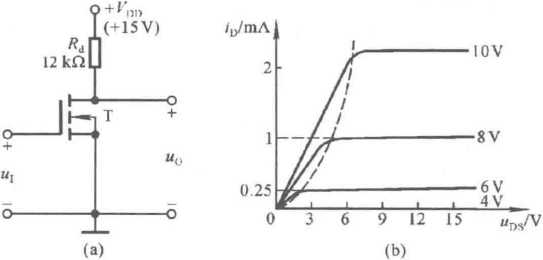 +V_DD
(+15 V)
R_d
12 kΩ
T
+
+
u_I
u_O
−
−
(a)
i_D/mA
2
1
0.25
0
3
6
9
12
15
u_DS/V
10 V
8 V
6 V
4 V
(b)